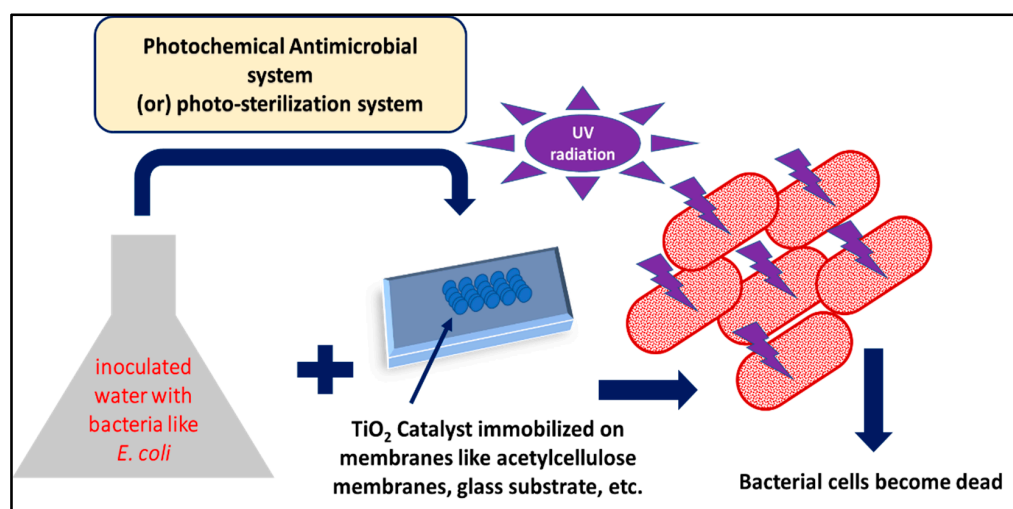 Photochemical Antimicrobial
system
(or) photo-sterilization system
UV
radiation
inoculated
water with
bacteria like
E. coli
TiO₂ Catalyst immobilized on
membranes like acetylcellulose
membranes, glass substrate, etc.
Bacterial cells become dead